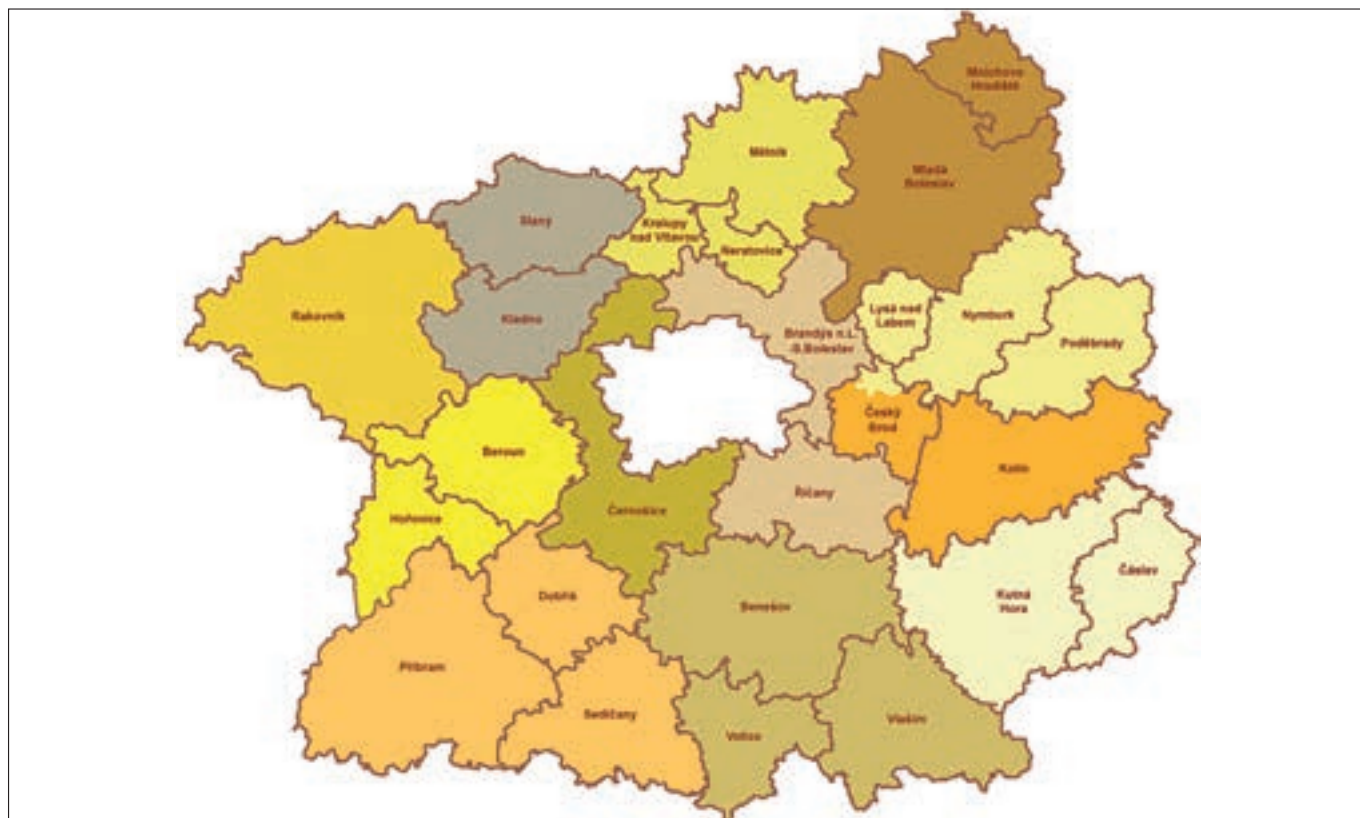 Mnichovo
Hradiště
Mělník
Mladá
Boleslav
Slaný
Kralupy
nad Vltavou
Neratovice
Rakovník
Kladno
Lysá nad
Labem
Nymburk
Brandýs n.L.
-S.Boleslav
Poděbrady
Český
Brod
Beroun
Kolín
Říčany
Hořovice
Černošice
Čáslav
Dobříš
Benešov
Kutná
Hora
Příbram
Sedlčany
Votice
Vlašim